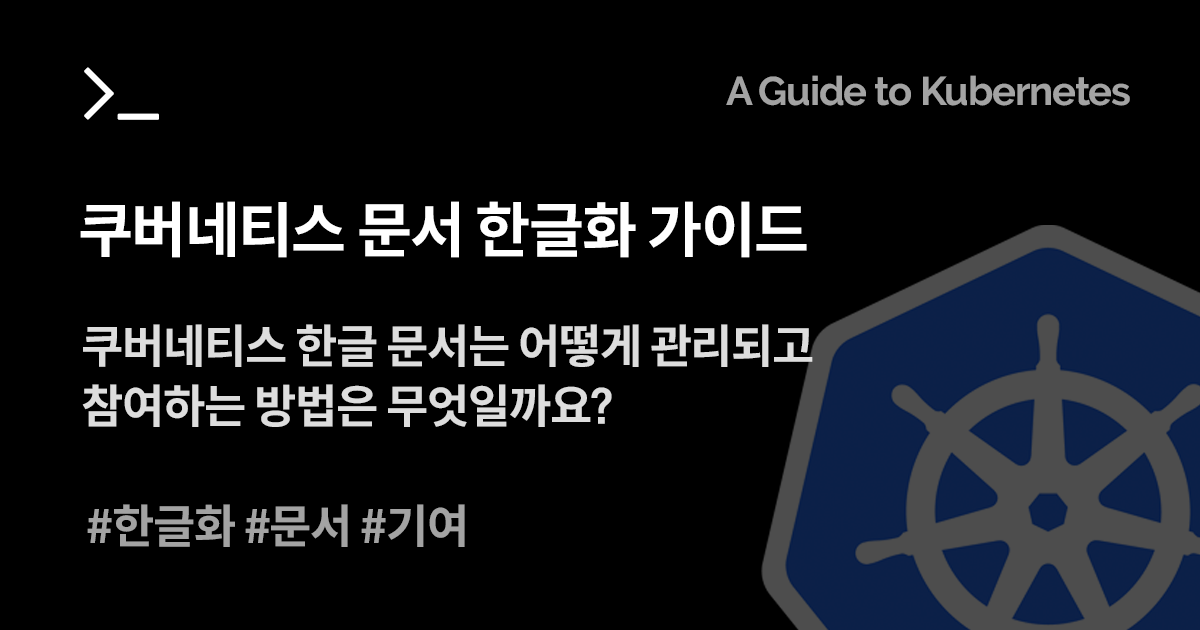 >_
A Guide to Kubernetes
쿠버네티스 문서 한글화 가이드
쿠버네티스 한글 문서는 어떻게 관리되고
참여하는 방법은 무엇일까요?
#한글화 #문서 #기여